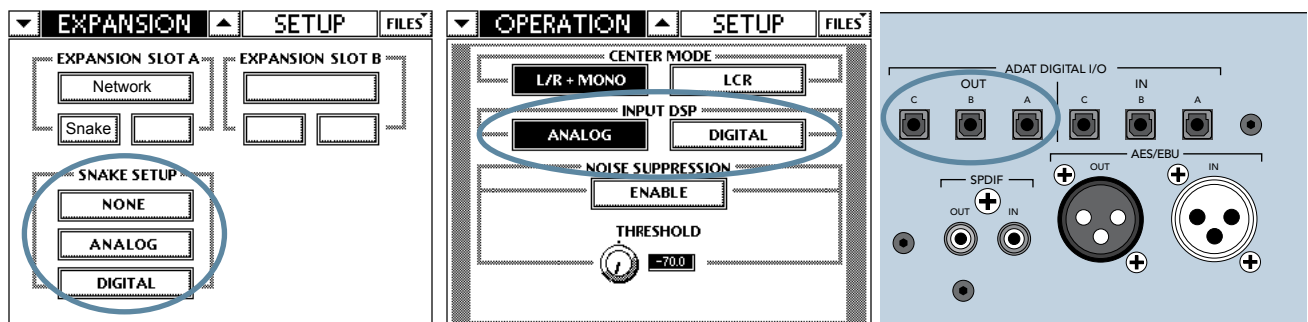 EXPANSION SETUP FILES
EXPANSION SLOT A EXPANSION SLOT B
Network
Snake
SNAKE SETUP
NONE
ANALOG
DIGITAL
OPERATION SETUP FILES
CENTER MODE
L/R + MONO LCR
INPUT DSP
ANALOG DIGITAL
NOISE SUPPRESSION
ENABLE
THRESHOLD
-70.0
ADAT DIGITAL I/O
OUT IN
C B A C B A
AES/EBU
SPDIF OUT IN
OUT IN